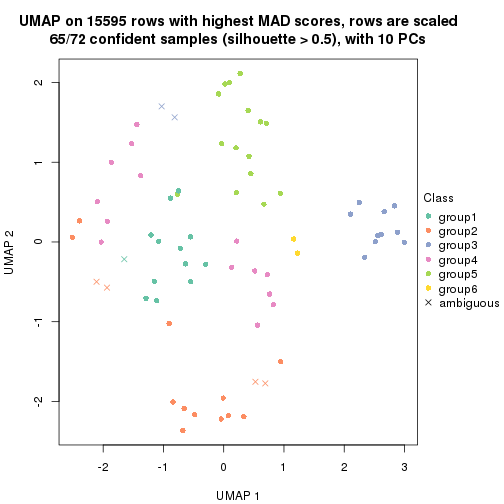 UMAP on 15595 rows with highest MAD scores, rows are scaled
65/72 confident samples (silhouette > 0.5), with 10 PCs
2
1
0
-1
-2
UMAP 2
-2
-1
0
1
2
3
UMAP 1
Class
group1
group2
group3
group4
group5
group6
ambiguous